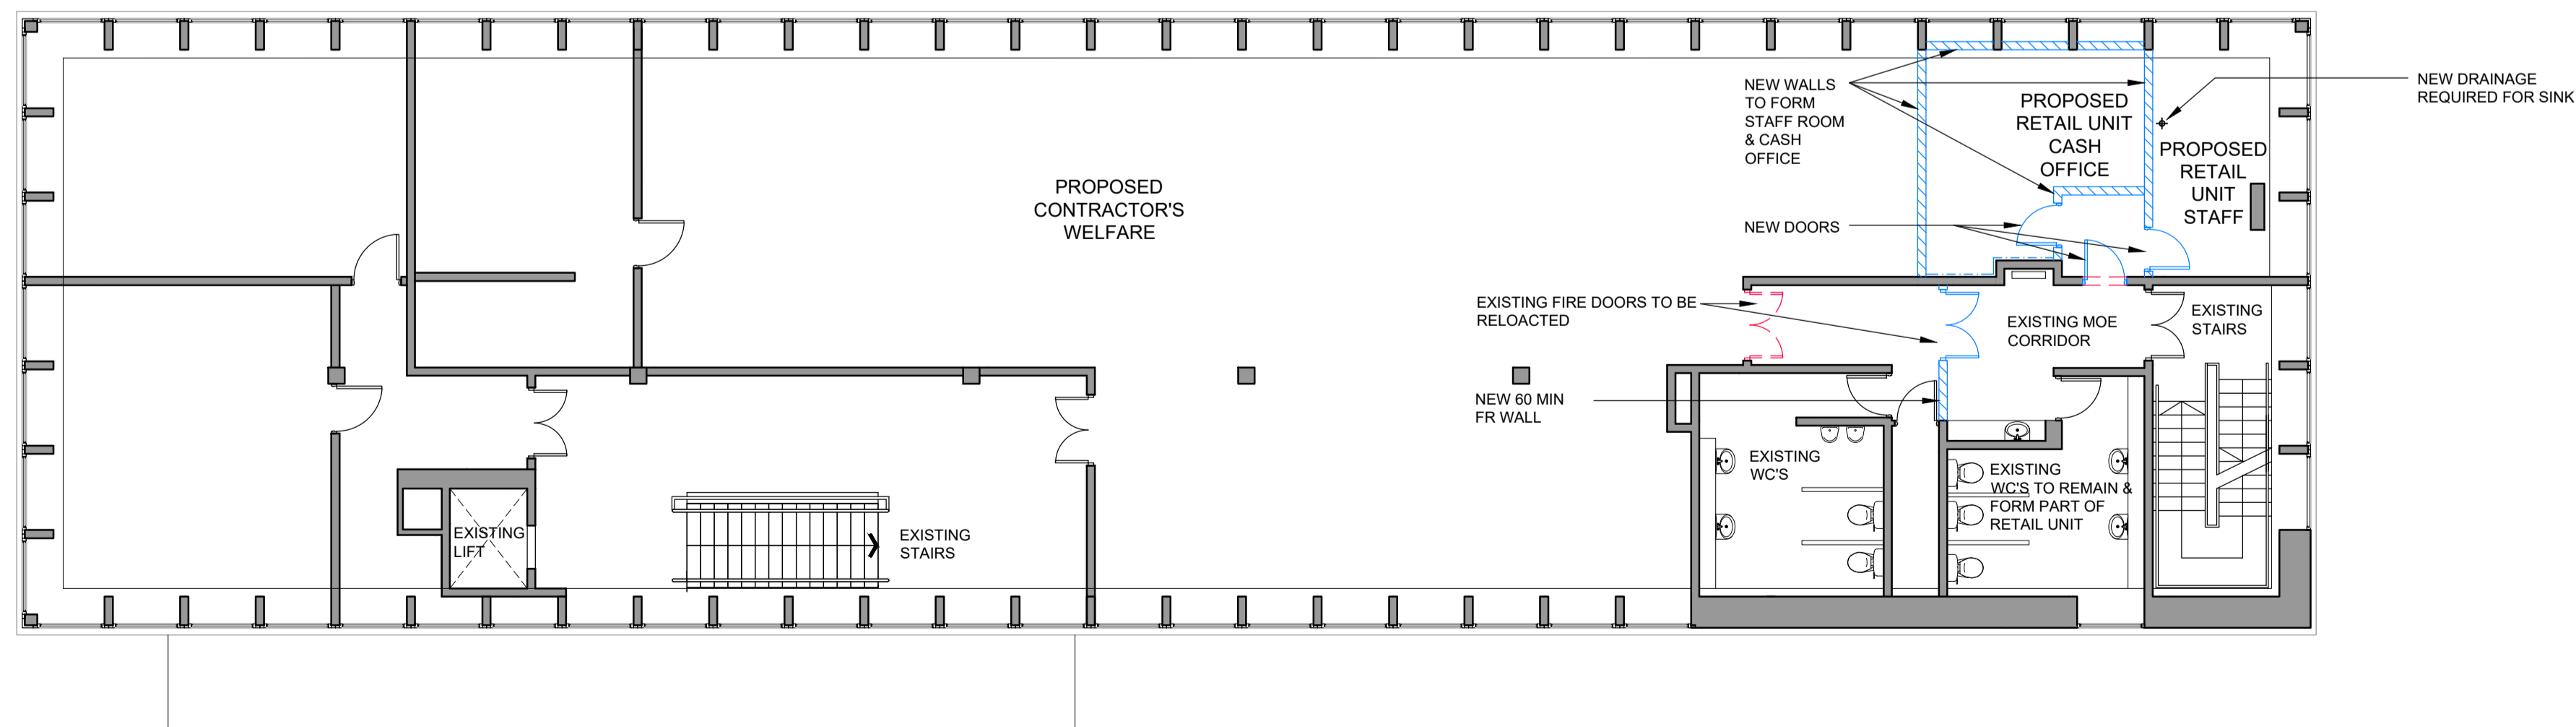 NEW WALLS
TO FORM
STAFF ROOM
& CASH
OFFICE
PROPOSED
RETAIL UNIT
CASH
OFFICE
NEW DRAINAGE
REQUIRED FOR SINK
PROPOSED
RETAIL
UNIT
STAFF
PROPOSED
CONTRACTOR'S
WELFARE
NEW DOORS
EXISTING FIRE DOORS TO BE
RELOACTED
EXISTING MOE
CORRIDOR
EXISTING
STAIRS
NEW 60 MIN
FR WALL
EXISTING
WC'S
EXISTING
WC'S TO REMAIN &
FORM PART OF
RETAIL UNIT
EXISTING
LIFT
EXISTING
STAIRS